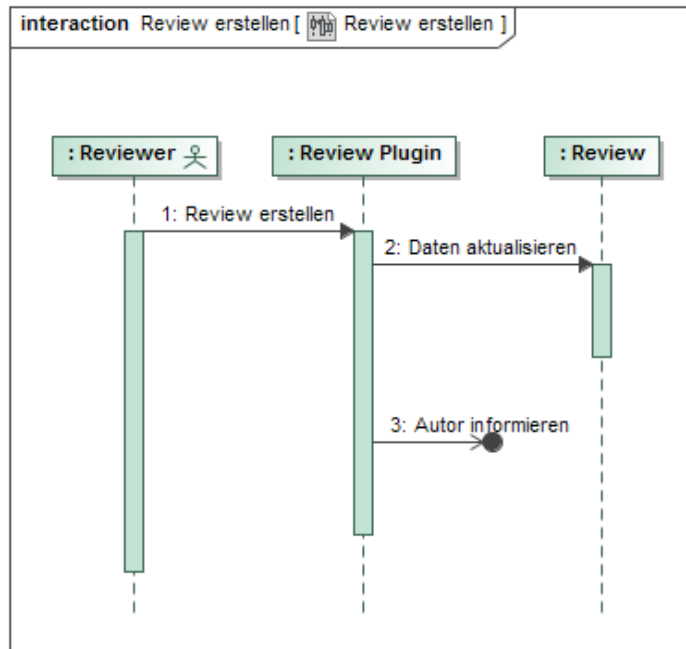 interaction Review erstellen [ Review erstellen ]
: Reviewer
: Review Plugin
: Review
1: Review erstellen
2: Daten aktualisieren
3: Autor informieren